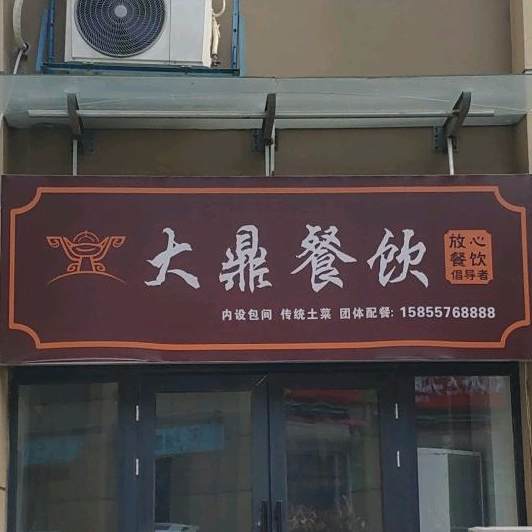 大鼎餐饮
放心
餐饮
倡导者
内设包间 传统土菜 团体配餐: 15855768888